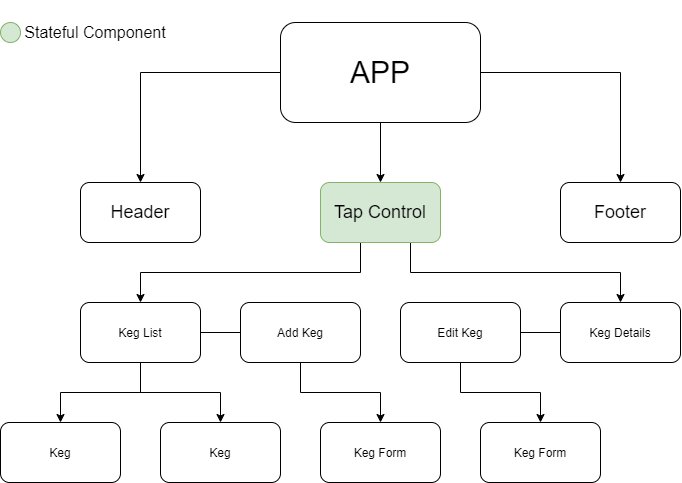 Stateful Component
APP
Header
Tap Control
Footer
Keg List
Add Keg
Edit Keg
Keg Details
Keg
Keg
Keg Form
Keg Form